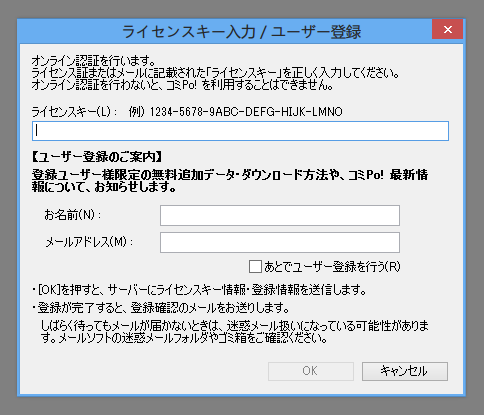 ライセンスキー入力 / ユーザー登録
オンライン認証を行います。
ライセンス証またはメールに記載された「ライセンスキー」を正しく入力してください。
オンライン認証を行わないと、コミPo! を利用することはできません。
ライセンスキー(L)： 例） 1234-5678-9ABC-DEFG-HIJK-LMNO
【ユーザー登録のご案内】
登録ユーザー様限定の無料追加データ・ダウンロード方法や、コミPo! 最新情
報について、お知らせします。
お名前(N)：
メールアドレス(M)：
あとでユーザー登録を行う(R)
・[OK]を押すと、サーバーにライセンスキー情報・登録情報を送信します。
・登録が完了すると、登録確認のメールをお送りします。
しばらく待ってもメールが届かないときは、迷惑メール扱いになっている可能性がありま
す。メールソフトの迷惑メールフォルダやゴミ箱をご確認ください。
OK キャンセル